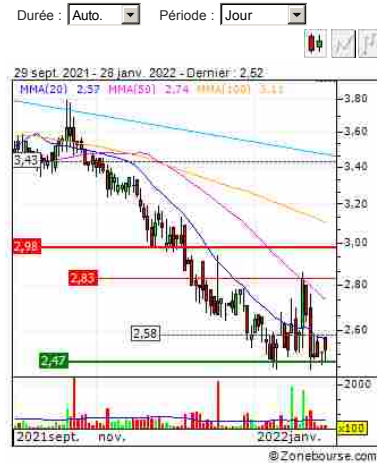 Durée : Auto. Période : Jour
29 sept. 2021 - 28 janv. 2022 - Dernier : 2,52
MMA(20) 2,57 MMA(50) 2,74 MMA(100) 3,11
3.80
3.60
3,43
3.40
3.20
2,98
3.00
2,83
2.80
2,58
2.60
2,47
2000
x100
2021sept. nov. 2022janv.
© Zonebourse.com